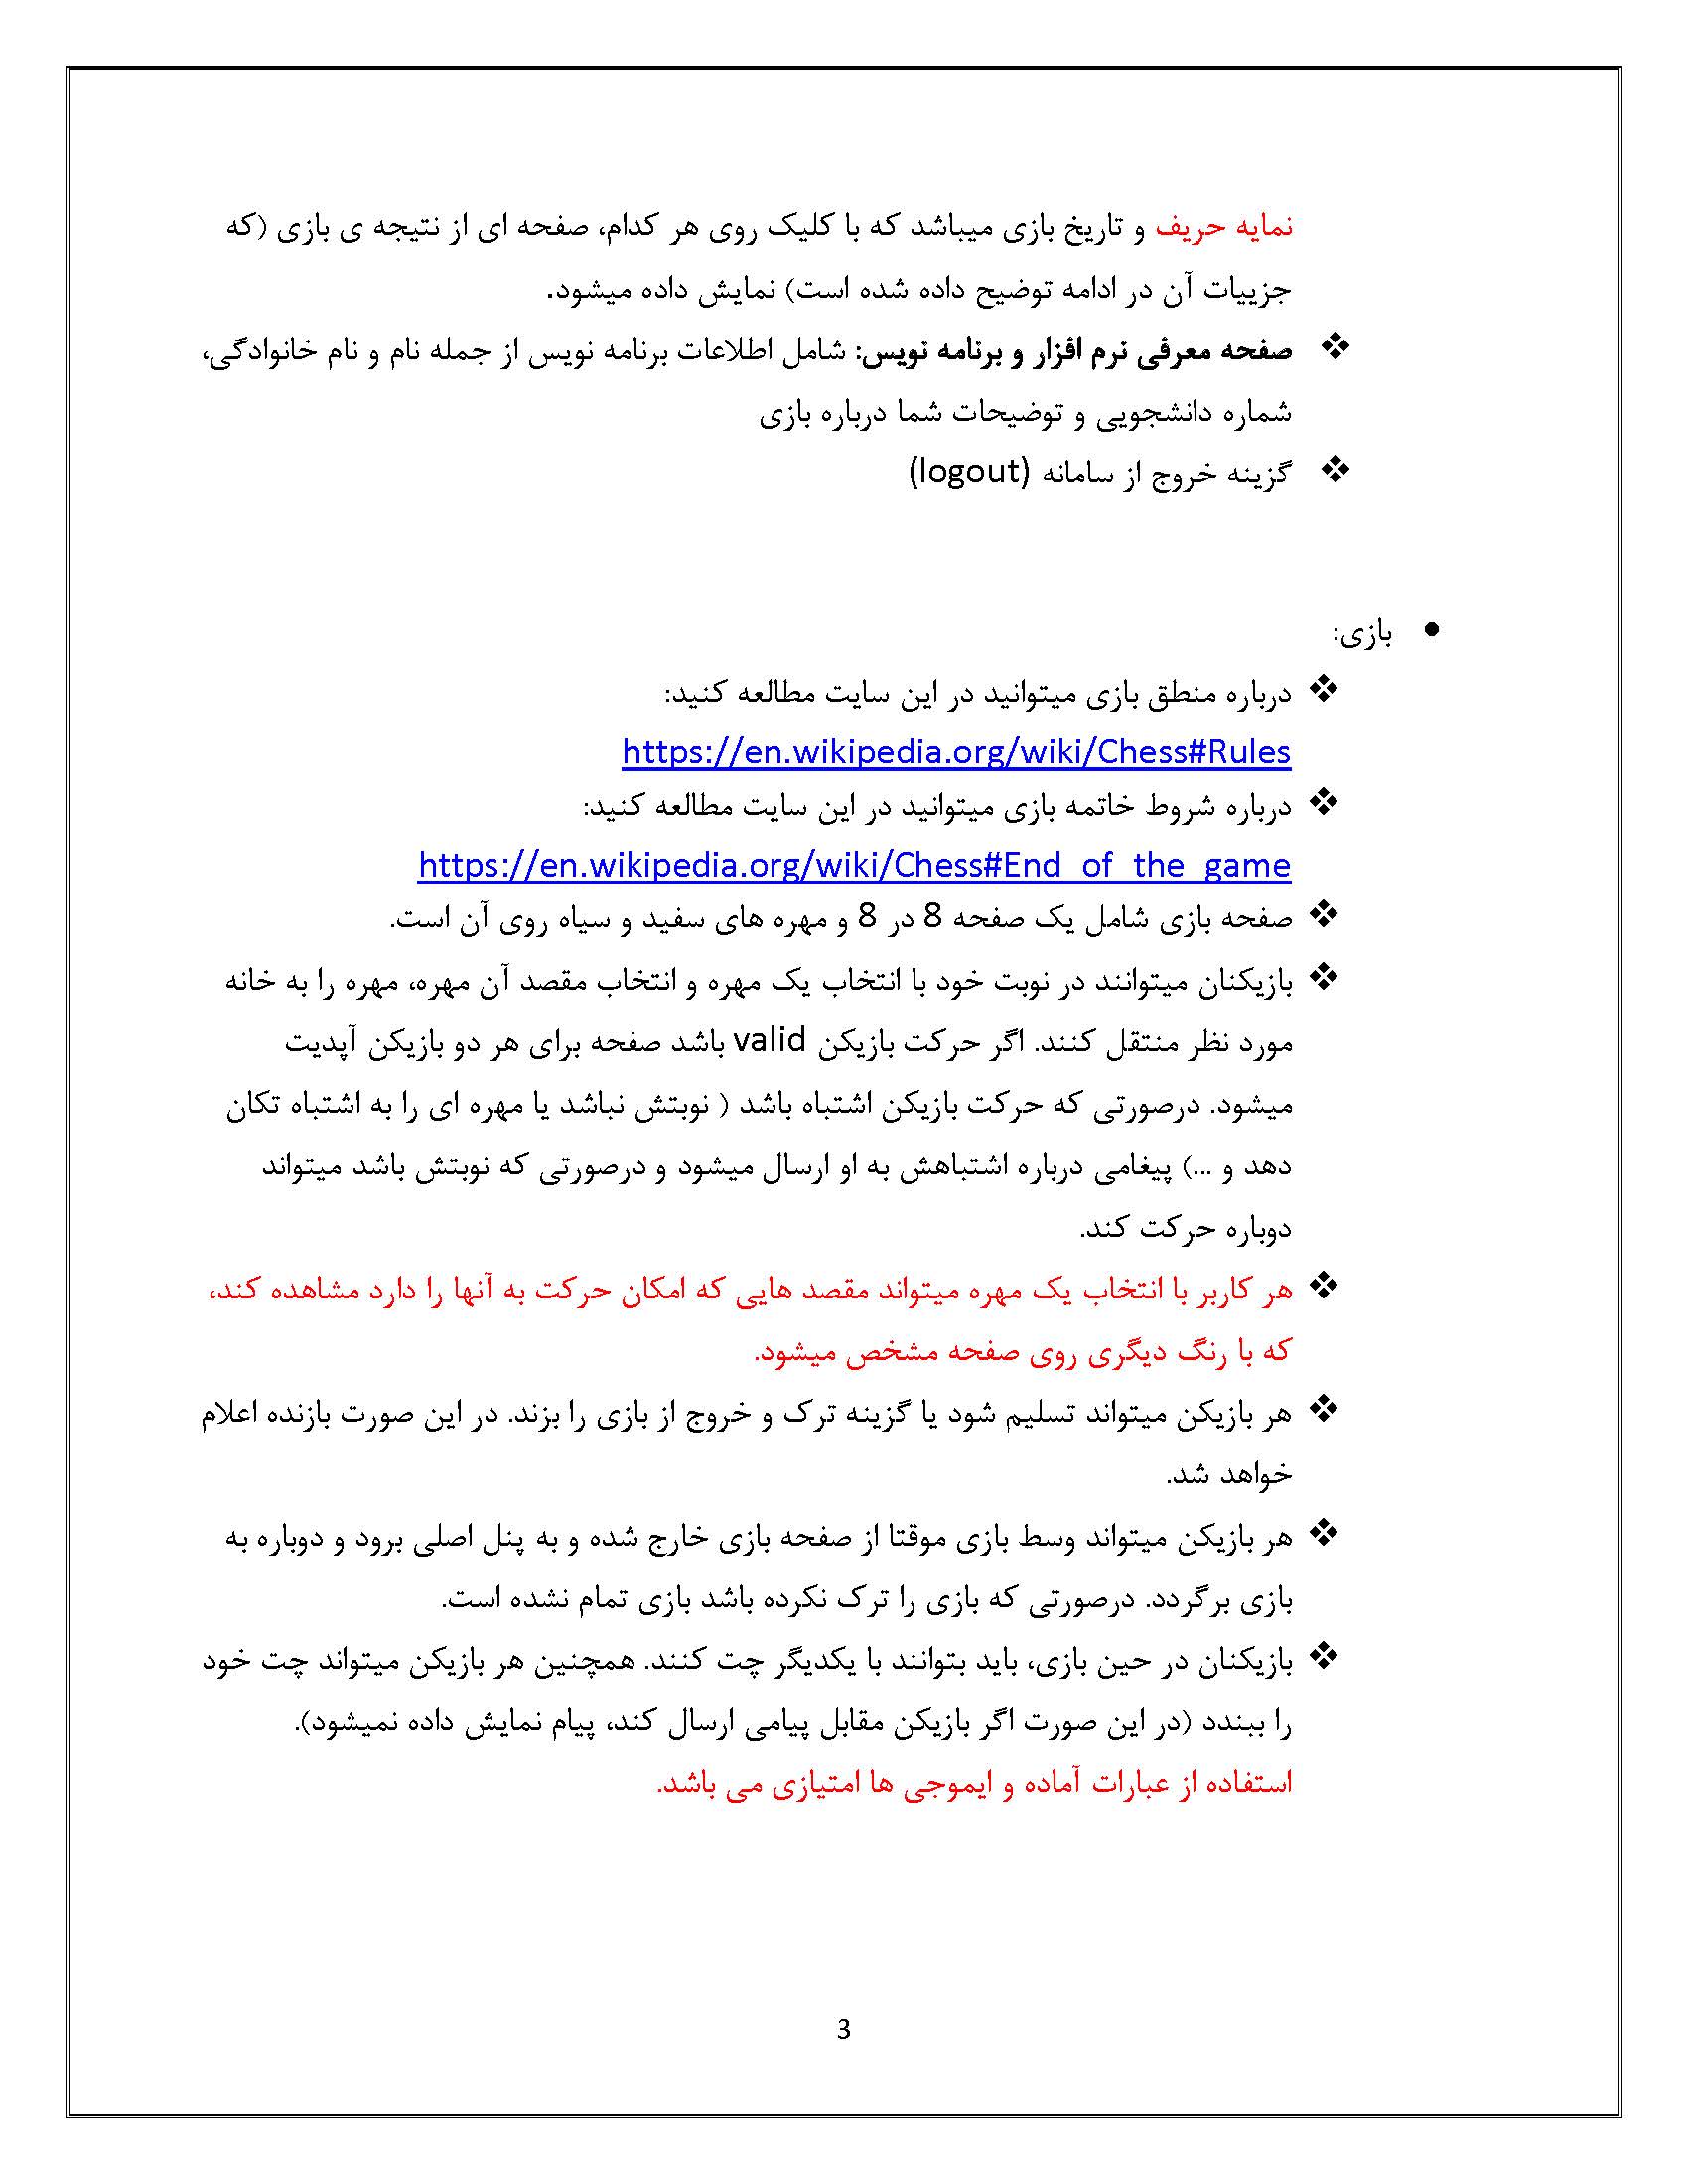 نمایه حریف و تاریخ بازی میباشد که با کلیک روی هر کدام، صفحه ای از نتیجه ی بازی (که
جزییات آن در ادامه توضیح داده شده است) نمایش داده میشود.
❖ صفحه معرفی نرم افزار و برنامه نویس: شامل اطلاعات برنامه نویس از جمله نام و نام خانوادگی،
شماره دانشجویی و توضیحات شما درباره بازی
❖ گزینه خروج از سامانه (logout)
• بازی:
❖ درباره منطق بازی میتوانید در این سایت مطالعه کنید:
https://en.wikipedia.org/wiki/Chess#Rules
❖ درباره شروط خاتمه بازی میتوانید در این سایت مطالعه کنید:
https://en.wikipedia.org/wiki/Chess#End_of_the_game
❖ صفحه بازی شامل یک صفحه 8 در 8 و مهره های سفید و سیاه روی آن است.
❖ بازیکنان میتوانند در نوبت خود با انتخاب یک مهره و انتخاب مقصد آن مهره، مهره را به خانه
مورد نظر منتقل کنند. اگر حرکت بازیکن valid باشد صفحه برای هر دو بازیکن آپدیت
میشود. درصورتی که حرکت بازیکن اشتباه باشد ( نوبتش نباشد یا مهره ای را به اشتباه تکان
دهد و ...) پیغامی درباره اشتباهش به او ارسال میشود و درصورتی که نوبتش باشد میتواند
دوباره حرکت کند.
❖ هر کاربر با انتخاب یک مهره میتواند مقصد هایی که امکان حرکت به آنها را دارد مشاهده کند،
که با رنگ دیگری روی صفحه مشخص میشود.
❖ هر بازیکن میتواند تسلیم شود یا گزینه ترک و خروج از بازی را بزند. در این صورت بازنده اعلام
خواهد شد.
❖ هر بازیکن میتواند وسط بازی موقتا از صفحه بازی خارج شده و به پنل اصلی برود و دوباره به
بازی برگردد. درصورتی که بازی را ترک نکرده باشد بازی تمام نشده است.
❖ بازیکنان در حین بازی، باید بتوانند با یکدیگر چت کنند. همچنین هر بازیکن میتواند چت خود
را ببندد (در این صورت اگر بازیکن مقابل پیامی ارسال کند، پیام نمایش داده نمیشود).
استفاده از عبارات آماده و ایموجی ها امتیازی می باشد.
3